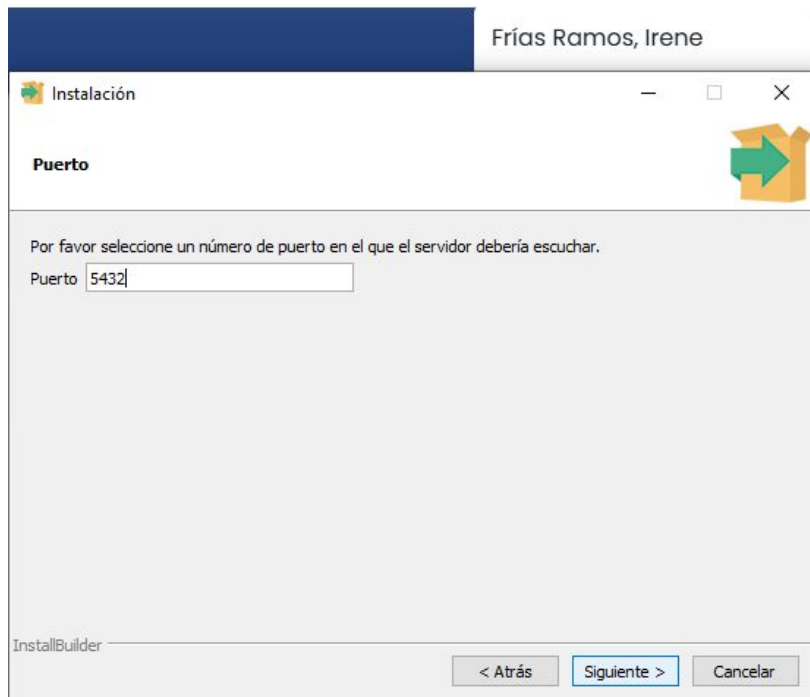 Frías Ramos, Irene
Instalación
Puerto
Por favor seleccione un número de puerto en el que el servidor debería escuchar.
Puerto 5432
InstallBuilder
< Atrás Siguiente > Cancelar